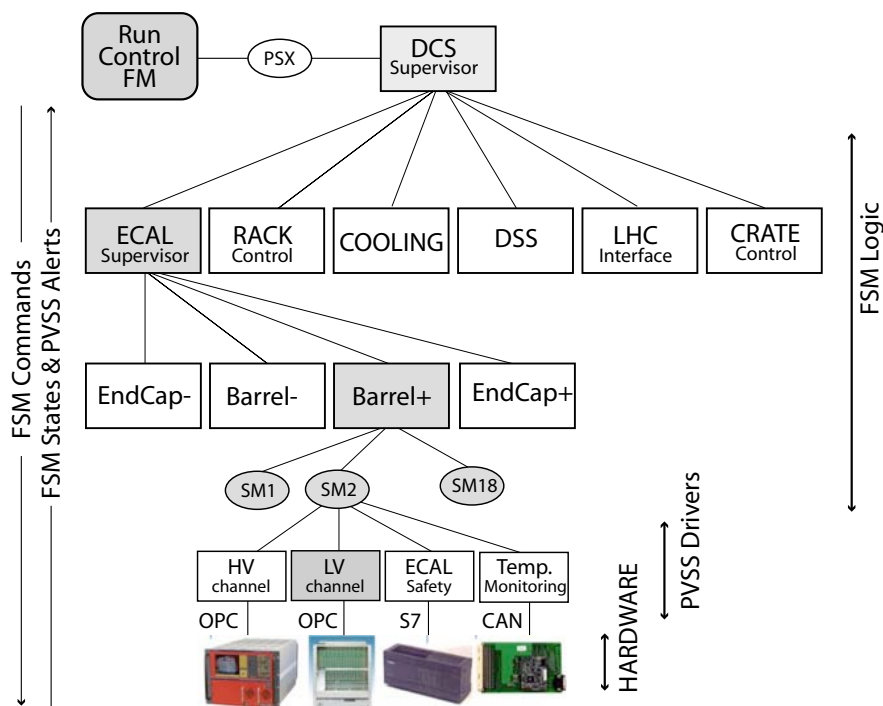 Run
Control
FM
PSX
DCS
Supervisor
ECAL
Supervisor
RACK
Control
COOLING
DSS
LHC
Interface
CRATE
Control
EndCap-
Barrel-
Barrel+
EndCap+
SM1
SM2
SM18
HV
channel
LV
channel
ECAL
Safety
Temp.
Monitoring
OPC
OPC
S7
CAN
FSM Commands
FSM States & PVSS Alerts
FSM Logic
PVSS Drivers
HARDWARE